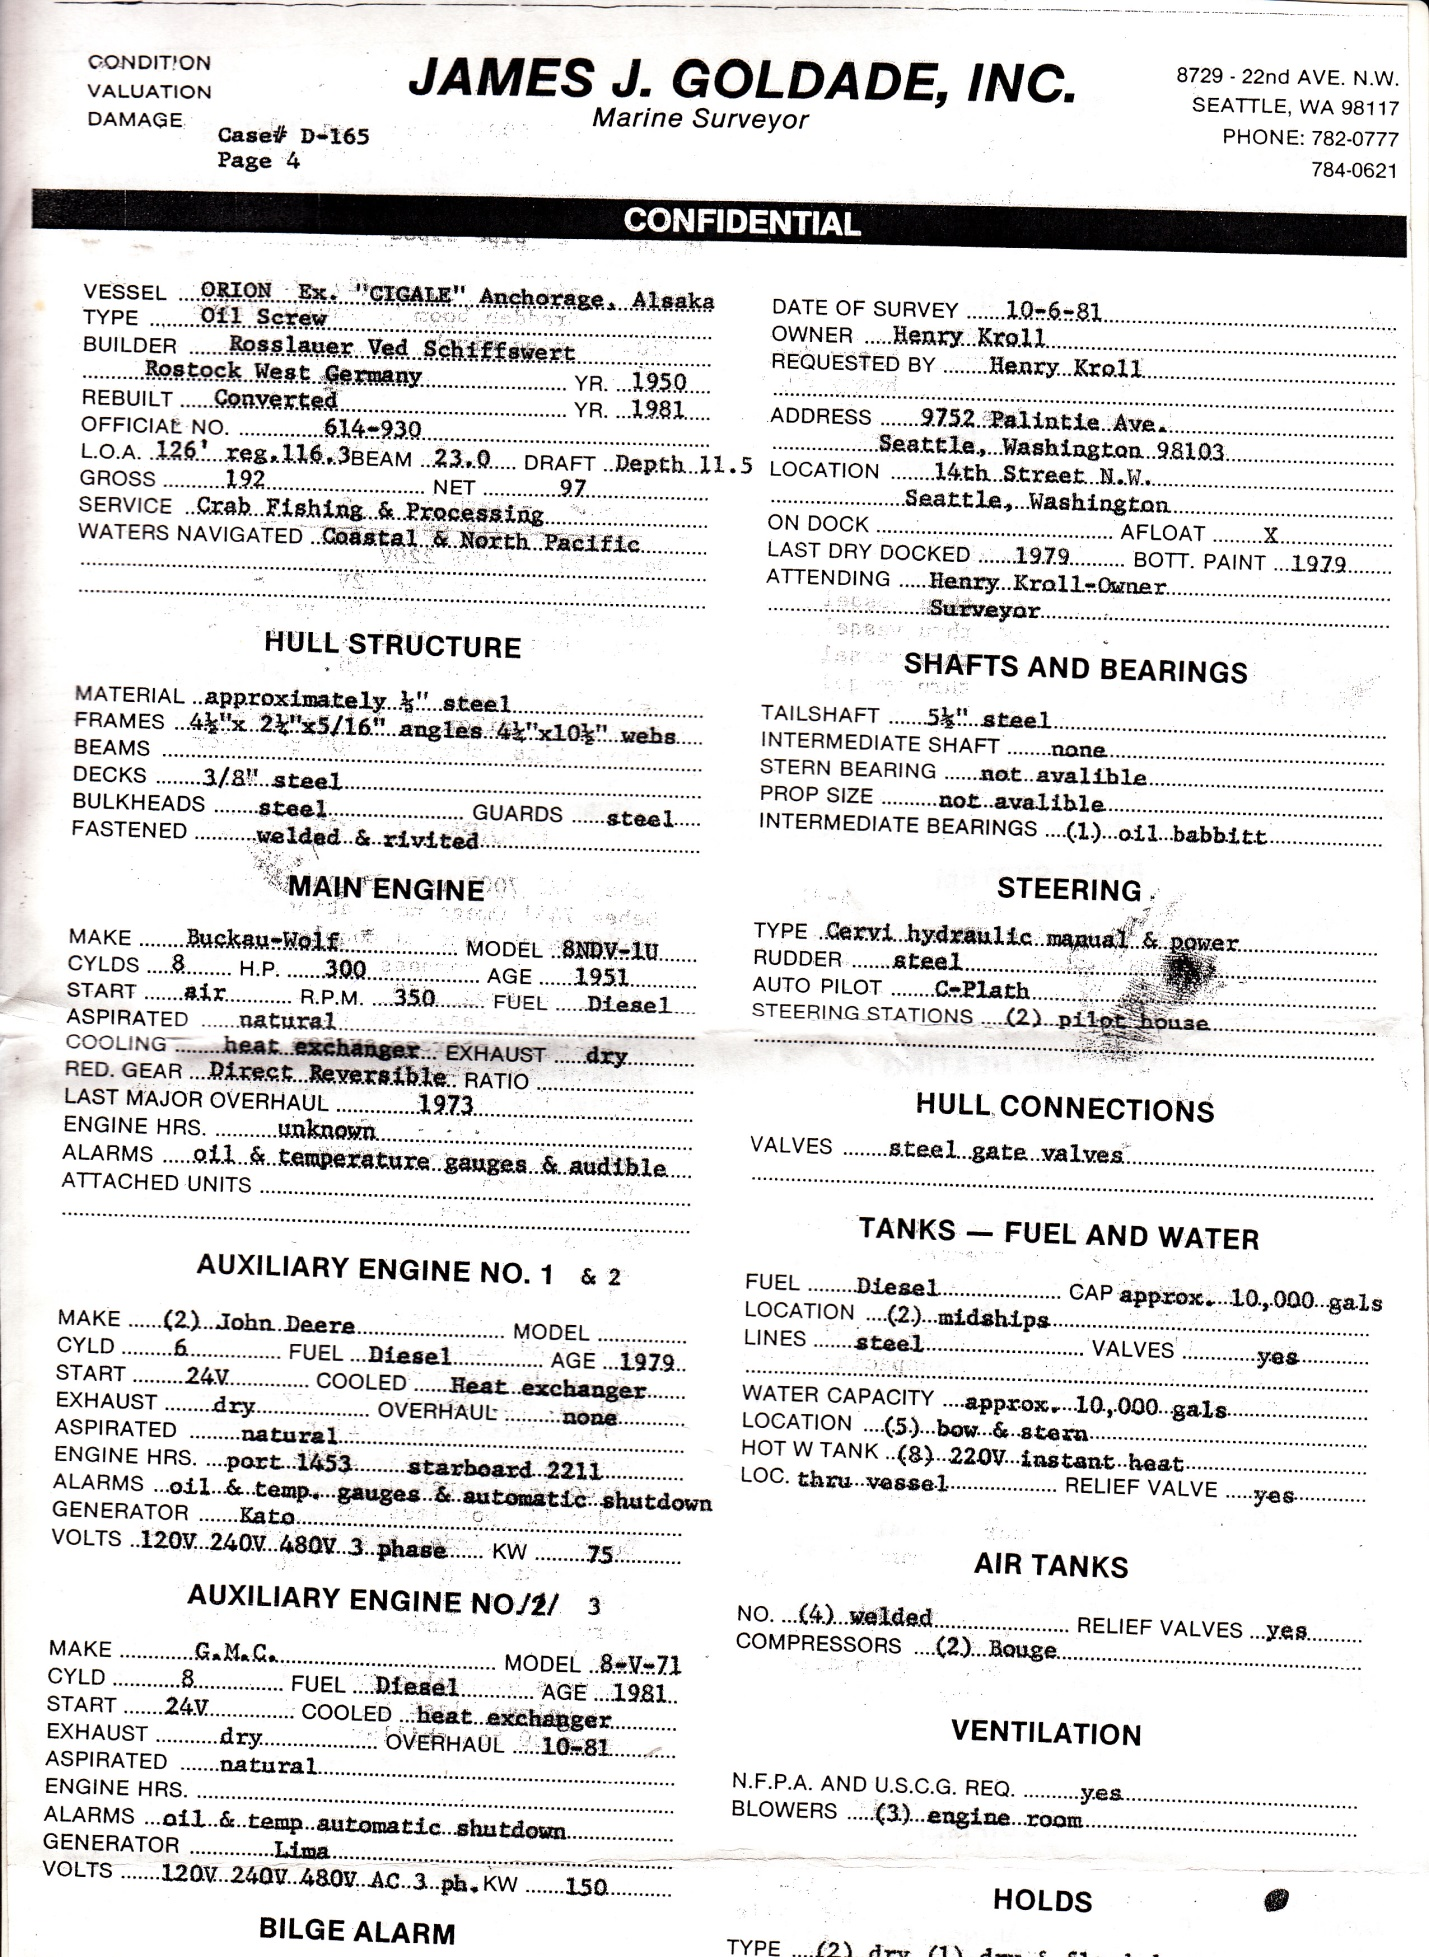 CONDITION
VALUATION
DAMAGE
Case# D-165
Page 4
JAMES J. GOLDADE, INC.
Marine Surveyor
8729 - 22nd AVE. N.W.
SEATTLE, WA 98117
PHONE: 782-0777
784-0621
CONFIDENTIAL
VESSEL ORION Ex. "CIGALE" Anchorage, Alsaka
TYPE Oil Screw
BUILDER Rosslauer Ved Schiffswert
Rostock West Germany YR. 1950
REBUILT Converted YR. 1981
OFFICIAL NO. 614-930
L.O.A. 126' reg.116.3 BEAM 23.0 DRAFT Depth 11.5
GROSS 192 NET 97
SERVICE Crab Fishing & Processing
WATERS NAVIGATED Coastal & North Pacific
HULL STRUCTURE
MATERIAL approximately ½" steel
FRAMES 4½"x 2½"x5/16" angles 4½"x10½" webs
BEAMS
DECKS 3/8" steel
BULKHEADS steel GUARDS steel
FASTENED welded & rivited
MAIN ENGINE
MAKE Buckau-Wolf MODEL 8NDV-1U
CYLDS 8 H.P. 300 AGE 1951
START air R.P.M. 350 FUEL Diesel
ASPIRATED natural
COOLING heat exchanger EXHAUST dry
RED. GEAR Direct Reversible RATIO
LAST MAJOR OVERHAUL 1973
ENGINE HRS. unknown
ALARMS oil & temperature gauges & audible
ATTACHED UNITS
AUXILIARY ENGINE NO. 1 & 2
MAKE (2) John Deere MODEL
CYLD 6 FUEL Diesel AGE 1979
START 24V COOLED Heat exchanger
EXHAUST dry OVERHAUL none
ASPIRATED natural
ENGINE HRS. port 1453 starboard 2211
ALARMS oil & temp. gauges & automatic shutdown
GENERATOR Kato
VOLTS 120V 240V 480V 3 phase KW 75
AUXILIARY ENGINE NO./2/ 3
MAKE G.M.C. MODEL 8-V-71
CYLD 8 FUEL Diesel AGE 1981
START 24V COOLED heat exchanger
EXHAUST dry OVERHAUL 10-81
ASPIRATED natural
ENGINE HRS.
ALARMS oil & temp automatic shutdown
GENERATOR Lima
VOLTS 120V 240V 480V AC 3 ph. KW 150
BILGE ALARM
DATE OF SURVEY 10-6-81
OWNER Henry Kroll
REQUESTED BY Henry Kroll
ADDRESS 9752 Palintie Ave.
Seattle, Washington 98103
LOCATION 14th Street N.W.
Seattle, Washington
ON DOCK AFLOAT X
LAST DRY DOCKED 1979 BOTT. PAINT 1979
ATTENDING Henry Kroll-Owner
Surveyor
SHAFTS AND BEARINGS
TAILSHAFT 5½" steel
INTERMEDIATE SHAFT none
STERN BEARING not avalible
PROP SIZE not avalible
INTERMEDIATE BEARINGS (1) oil babbitt
STEERING
TYPE Cervi hydraulic manual & power
RUDDER steel
AUTO PILOT C-Plath
STEERING STATIONS (2) pilot house
HULL CONNECTIONS
VALVES steel gate valves
TANKS — FUEL AND WATER
FUEL Diesel CAP approx. 10,000 gals
LOCATION (2) midships
LINES steel VALVES yes
WATER CAPACITY approx. 10,000 gals
LOCATION (5) bow & stern
HOT W TANK (8) 220V instant heat
LOC. thru vessel RELIEF VALVE yes
AIR TANKS
NO. (4) welded RELIEF VALVES yes
COMPRESSORS (2) Bouge
VENTILATION
N.F.P.A. AND U.S.C.G. REQ. yes
BLOWERS (3) engine room
HOLDS
TYPE (2) dry (1) dry &